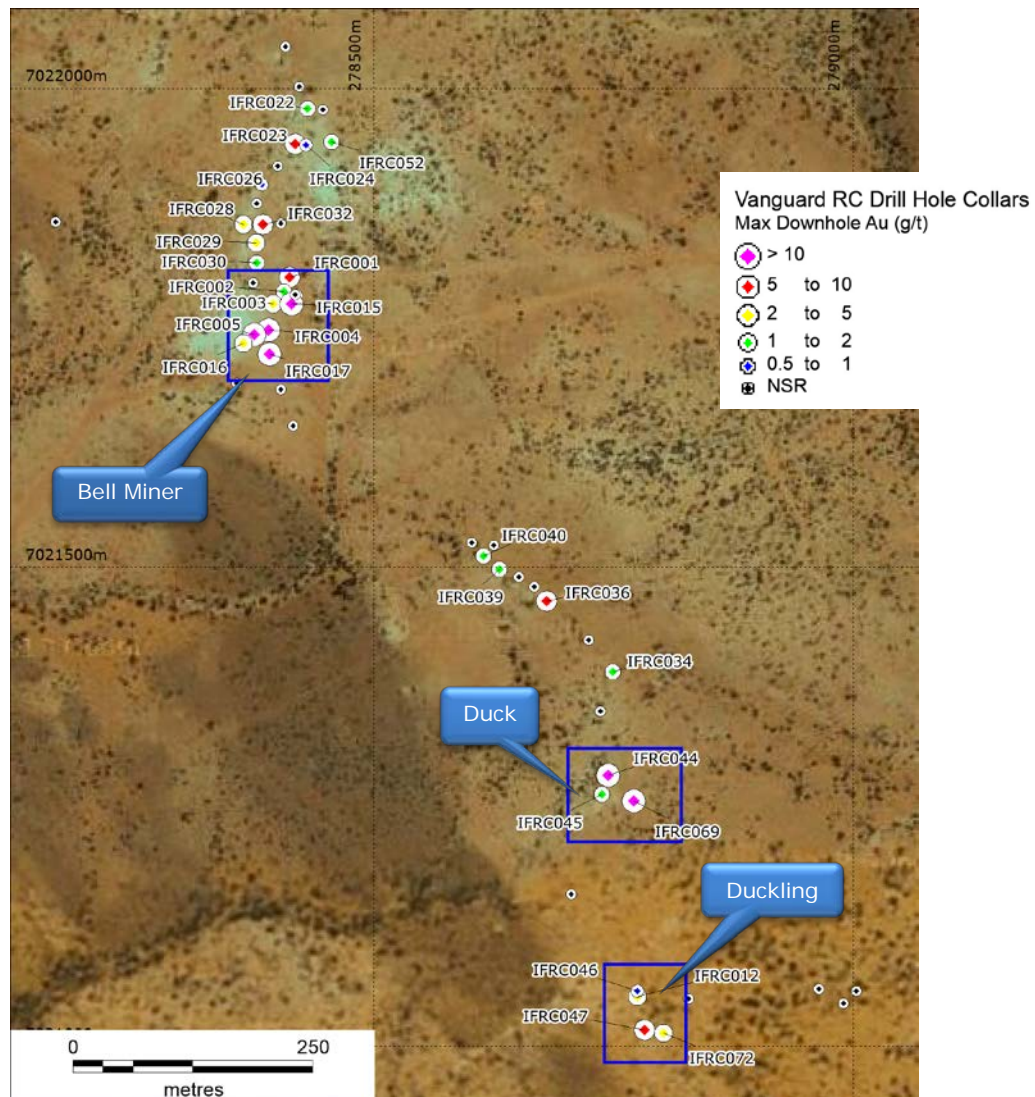 7022000m
278500m
279000m
IFRC022
IFRC023
IFRC052
IFRC024
IFRC026
IFRC028
IFRC032
IFRC029
IFRC030
IFRC001
IFRC002
IFRC003
IFRC015
IFRC005
IFRC004
IFRC016
IFRC017
Vanguard RC Drill Hole Collars
Max Downhole Au (g/t)
> 10
5 to 10
2 to 5
1 to 2
0.5 to 1
NSR
Bell Miner
7021500m
IFRC040
IFRC039
IFRC036
IFRC034
Duck
IFRC044
IFRC045
IFRC069
Duckling
IFRC046
IFRC012
IFRC047
IFRC072
0 250
metres